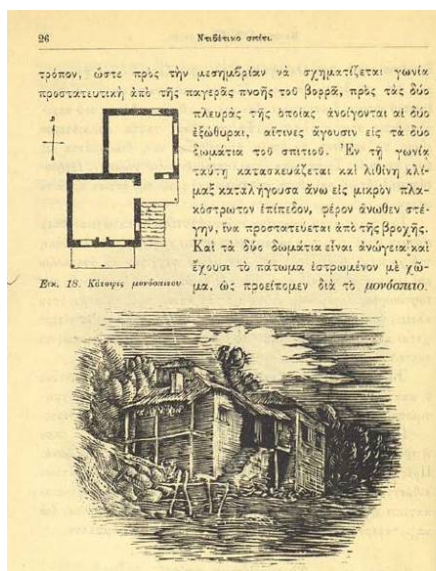 26
Ντιβέτινο σπίτι.
τρόπον, ὥστε πρὸς τὴν μεσημβρίαν νὰ σχηματίζεται γωνία
προστατευτικὴ ἀπὸ τῆς παγερᾶς πνοῆς τοῦ βορρᾶ, πρὸς τὰς δύο
πλευρὰς τῆς ὁποίας ἀνοίγονται αἱ δύο
ἐξώθυραι, αἵτινες ἄγουσιν εἰς τὰ δύο
δωμάτια τοῦ σπιτιοῦ. Ἐν τῇ γωνίᾳ
ταύτῃ κατασκευάζεται καὶ λιθίνη κλί-
μαξ καταλήγουσα ἄνω εἰς μικρὸν πλα-
κόστρωτον ἐπίπεδον, φέρον ἄνωθεν στέ-
γην, ἵνα προστατεύεται ἀπὸ τῆς βροχῆς.
Καὶ τὰ δύο δωμάτια εἶναι ἀνώγεια καὶ
ἔχουσι τὸ πάτωμα ἐστρωμένον μὲ χῶ-
μα, ὡς προείπομεν διὰ τὸ μονόσπιτο.
Εικ. 18. Κάτοψις μονόσπιτου